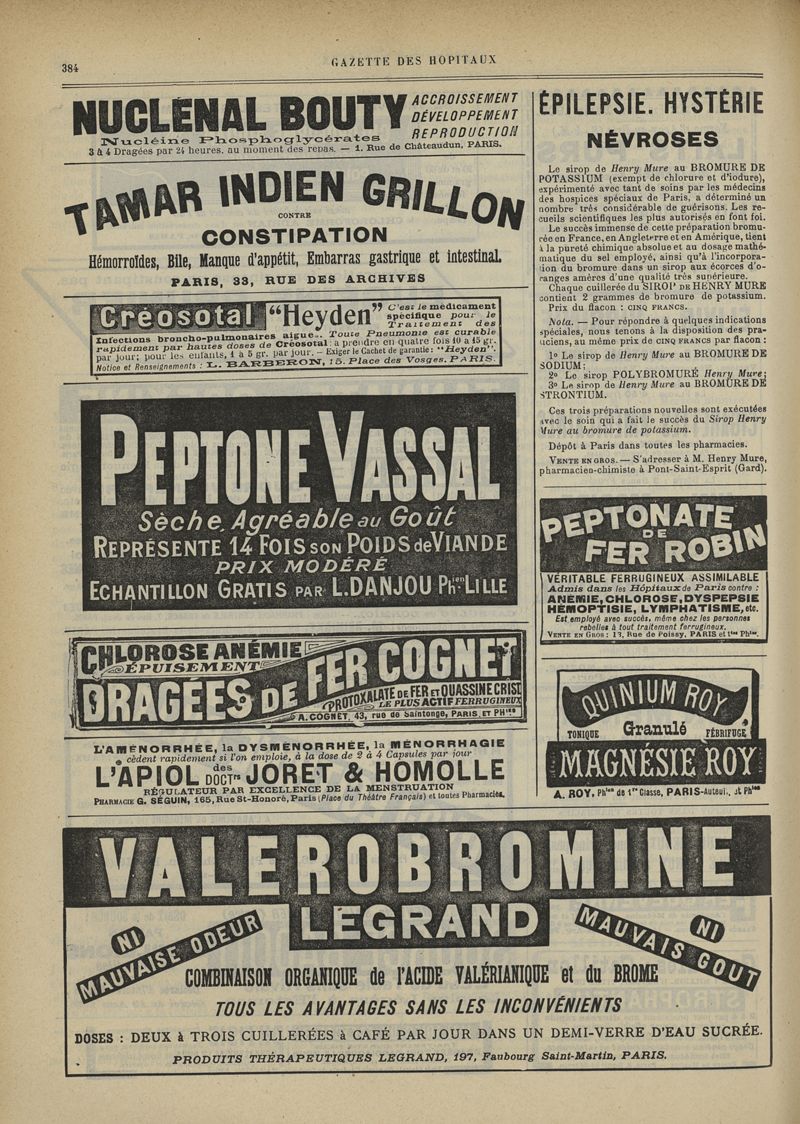 384
GAZETTE DES HOPITAUX
NUCLÉNAL BOUTY
Nucléine Phosphoglycérates
ACCROISSEMENT
DÉVELOPPEMENT
REPRODUCTION
3 à 4 Dragées par 24 heures, au moment des repas. — 1. Rue de Châteaudun, PARIS.
TAMAR INDIEN GRILLON
CONTRE
CONSTIPATION
Hémorroïdes, Bile, Manque d'appétit, Embarras gastrique et intestinal.
PARIS, 33, RUE DES ARCHIVES
Créosotal "Heyden"
C'est le médicament
spécifique pour le
Traitement des
Infections broncho-pulmonaires aigue... Toute Pneumonie est curable
rapidement par hautes doses de Créosotal: à prendre en quatre fois 10 à 15 gr.
par jour; pour les enfants, 1 à 5 gr. par jour. — Exiger le Cachet de garantie: "Heyden".
Notice et Renseignements : L. BARBERON, 15. Place des Vosges. PARIS.
PEPTONE VASSAL
Sèche, Agréable au Goût
REPRÉSENTE 14 FOIS SON POIDS de VIANDE
PRIX MODÉRÉ
ECHANTILLON GRATIS PAR L. DANJOU Phien LILLE
CHLOROSE ANÉMIE
ÉPUISEMENT
DRAGÉES DE FER COGNET
PROTOXALATE DE FER ET QUASSINE CRIST
LE PLUS ACTIF FERRUGINEUX
A. COGNET, 43, rue de Saintonge, PARIS ET PHies
L'AMÉNORRHÉE, la DYSMÉNORRHÉE, la MÉNORRHAGIE
cèdent rapidement si l'on emploie, à la dose de 2 à 4 Capsules par jour
L'APIOL des DOCTrs JORET & HOMOLLE
RÉGULATEUR PAR EXCELLENCE DE LA MENSTRUATION
PHARMACIE G. SÉGUIN, 165, Rue St-Honoré, Paris (Place du Théâtre Français) et toutes Pharmacies.
ÉPILEPSIE. HYSTÉRIE
NÉVROSES
Le sirop de Henry Mure au BROMURE DE
POTASSIUM (exempt de chlorure et d'iodure),
expérimenté avec tant de soins par les médecins
des hospices spéciaux de Paris, a déterminé un
nombre très considérable de guérisons. Les re-
cueils scientifiques les plus autorisés en font foi.
Le succès immense de cette préparation bromu-
rée en France, en Angleterre et en Amérique, tient
à la pureté chimique absolue et au dosage mathé-
matique du sel employé, ainsi qu'à l'incorpora-
tion du bromure dans un sirop aux écorces d'o-
ranges amères d'une qualité très supérieure.
Chaque cuillerée du SIROP DE HENRY MURE
contient 2 grammes de bromure de potassium.
Prix du flacon : CINQ FRANCS.
Nota. — Pour répondre à quelques indications
spéciales, nous tenons à la disposition des pra-
ticiens, au même prix de CINQ FRANCS par flacon :
1º Le sirop de Henry Mure au BROMURE DE
SODIUM;
2º Le sirop POLYBROMURÉ Henry Mure;
3º Le sirop de Henry Mure au BROMURE DE
STRONTIUM.
Ces trois préparations nouvelles sont exécutées
avec le soin qui a fait le succès du Sirop Henry
Mure au bromure de potassium.
Dépôt à Paris dans toutes les pharmacies.
VENTE EN GROS. — S'adresser à M. Henry Mure,
pharmacien-chimiste à Pont-Saint-Esprit (Gard).
PEPTONATE
DE
FER ROBIN
VÉRITABLE FERRUGINEUX ASSIMILABLE
Admis dans les Hôpitaux de Paris contre :
ANÉMIE, CHLOROSE, DYSPEPSIE
HÉMOPTISIE, LYMPHATISME, etc.
Est employé avec succès, même chez les personnes
rebelles à tout traitement ferrugineux.
VENTE EN GROS : 13, Rue de Poissy, PARIS et ttes Phies.
QUINIUM ROY
TONIQUE Granulé FÉBRIFUGE
MAGNÉSIE ROY
A. ROY, Phien de 1re Classe, PARIS-Auteuil, et Phies
VALEROBROMINE
LEGRAND
NI
MAUVAISE ODEUR
NI
MAUVAIS GOUT
COMBINAISON ORGANIQUE de l'ACIDE VALÉRIANIQUE et du BROME
TOUS LES AVANTAGES SANS LES INCONVÉNIENTS
DOSES : DEUX à TROIS CUILLERÉES à CAFÉ PAR JOUR DANS UN DEMI-VERRE D'EAU SUCRÉE.
PRODUITS THÉRAPEUTIQUES LEGRAND, 197, Faubourg Saint-Martin, PARIS.